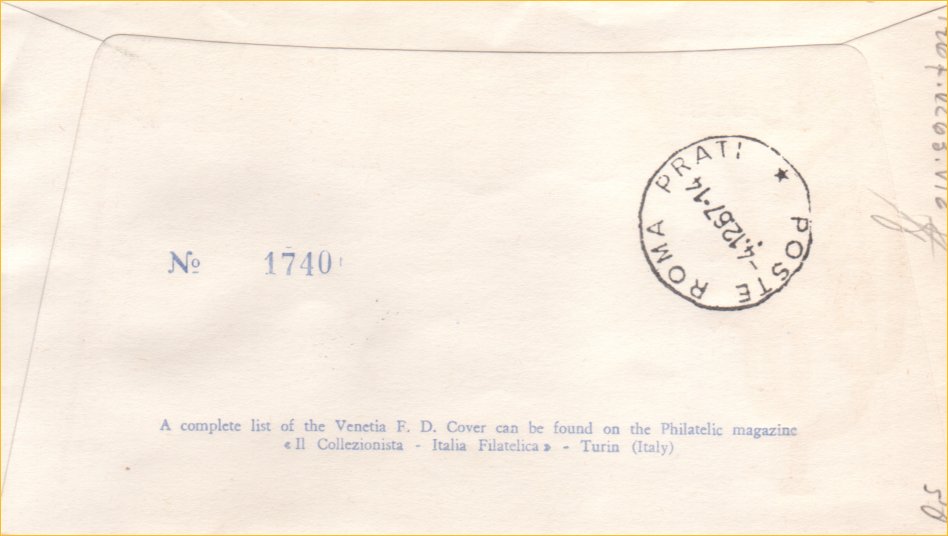 Nº 1740
POSTE ROMA PRATI ★
-4.12.67-14
A complete list of the Venetia F. D. Cover can be found on the Philatelic magazine
« Il Collezionista - Italia Filatelica » - Turin (Italy)